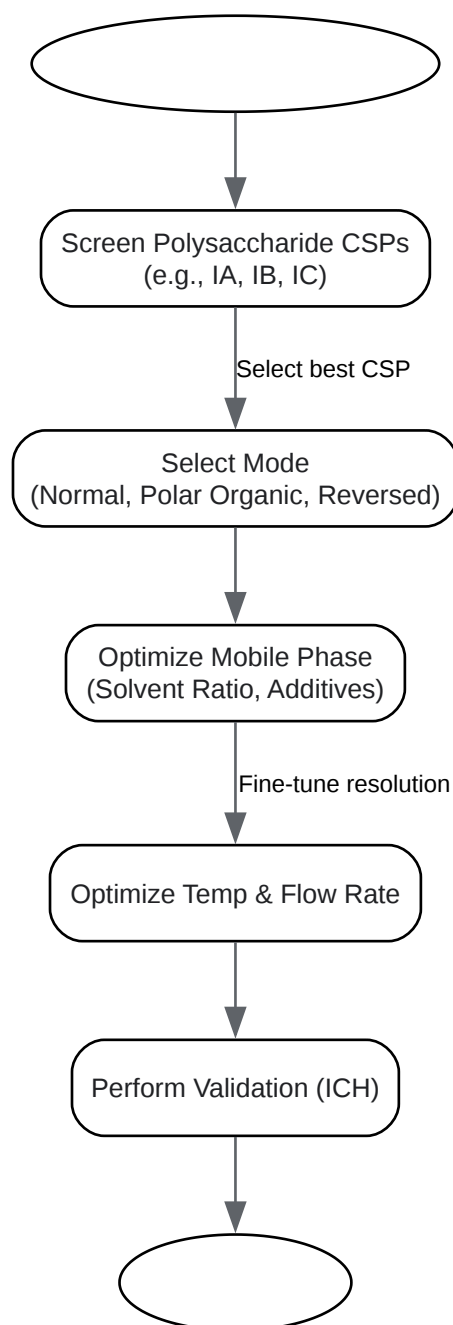 Screen Polysaccharide CSPs
(e.g., IA, IB, IC)
Select best CSP
Select Mode
(Normal, Polar Organic, Reversed)
Optimize Mobile Phase
(Solvent Ratio, Additives)
Fine-tune resolution
Optimize Temp & Flow Rate
Perform Validation (ICH)